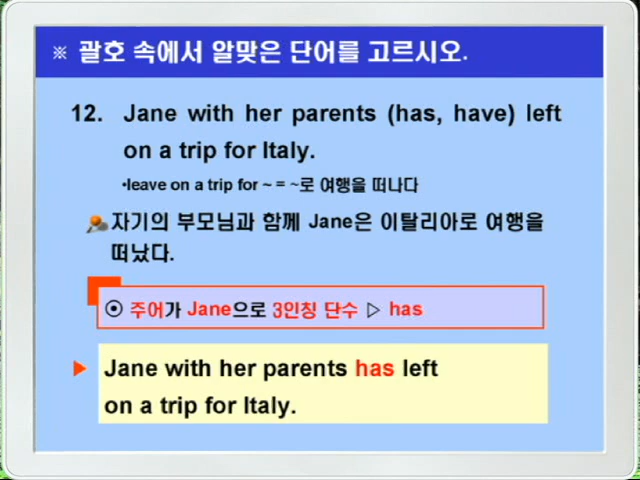 ※ 괄호 속에서 알맞은 단어를 고르시오.
12. Jane with her parents (has, have) left
on a trip for Italy.
•leave on a trip for ~ = ~로 여행을 떠나다
자기의 부모님과 함께 Jane은 이탈리아로 여행을
떠났다.
⊙ 주어가 Jane으로 3인칭 단수 ▷ has
▶ Jane with her parents has left
on a trip for Italy.